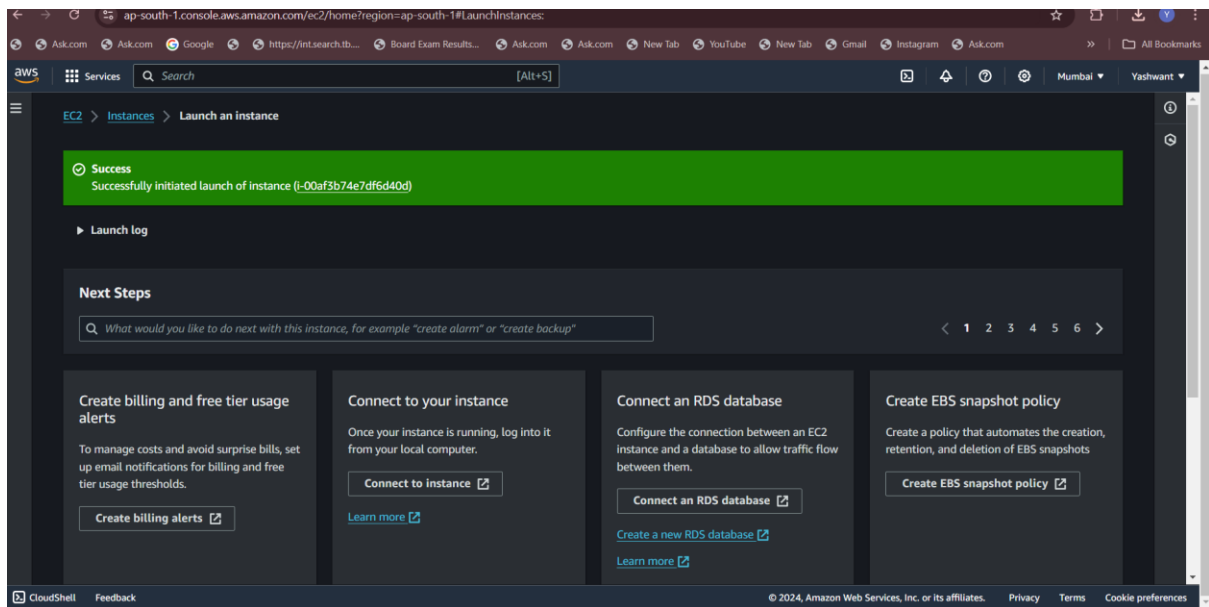 ap-south-1.console.aws.amazon.com/ec2/home?region=ap-south-1#LaunchInstances:
Y
Ask.com Ask.com Google https://int.search.tb.... Board Exam Results... Ask.com Ask.com New Tab YouTube New Tab Gmail Instagram Ask.com » All Bookmarks
aws Services Search [Alt+S] Mumbai Yashwant
EC2 > Instances > Launch an instance
Success
Successfully initiated launch of instance (i-00af3b74e7df6d40d)
Launch log
Next Steps
What would you like to do next with this instance, for example "create alarm" or "create backup"
< 1 2 3 4 5 6 >
Create billing and free tier usage
alerts
To manage costs and avoid surprise bills, set
up email notifications for billing and free
tier usage thresholds.
Create billing alerts
Connect to your instance
Once your instance is running, log into it
from your local computer.
Connect to instance
Learn more
Connect an RDS database
Configure the connection between an EC2
instance and a database to allow traffic flow
between them.
Connect an RDS database
Create a new RDS database
Learn more
Create EBS snapshot policy
Create a policy that automates the creation,
retention, and deletion of EBS snapshots
Create EBS snapshot policy
CloudShell Feedback © 2024, Amazon Web Services, Inc. or its affiliates. Privacy Terms Cookie preferences